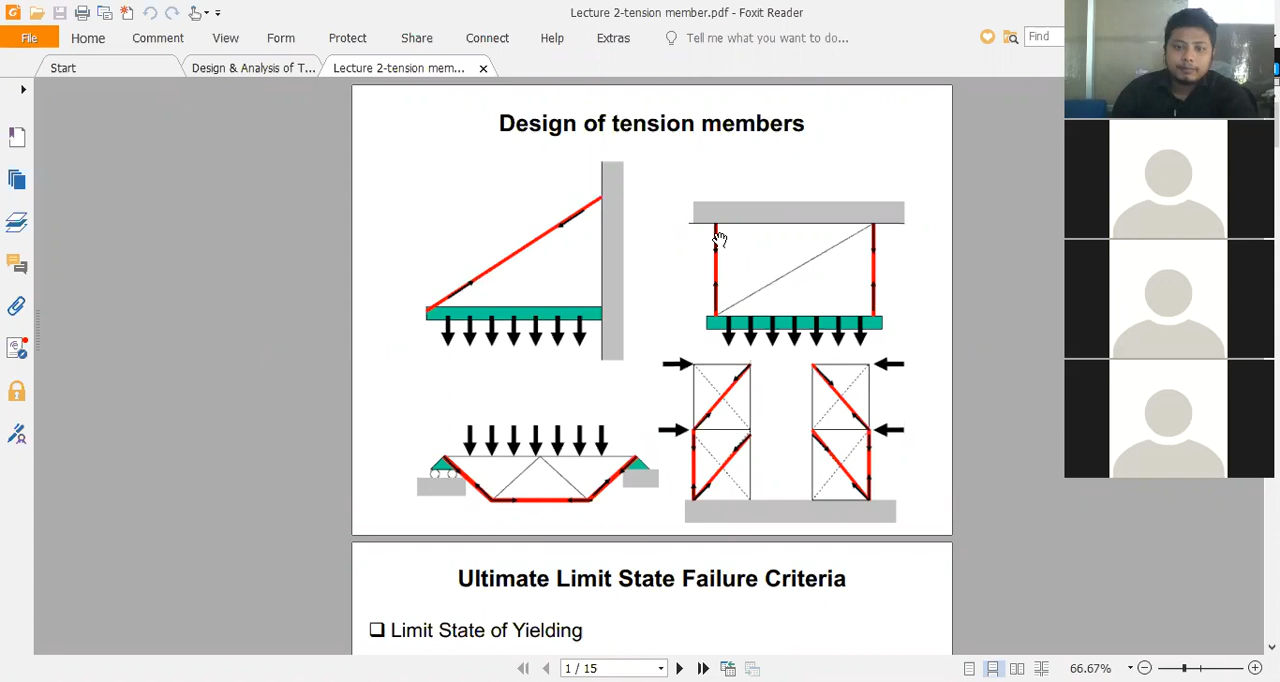 Lecture 2-tension member.pdf - Foxit Reader
File Home Comment View Form Protect Share Connect Help Extras Tell me what you want to do... Find
Start Design & Analysis of T... Lecture 2-tension mem...
Design of tension members
Ultimate Limit State Failure Criteria
Limit State of Yielding
1 / 15 66.67%